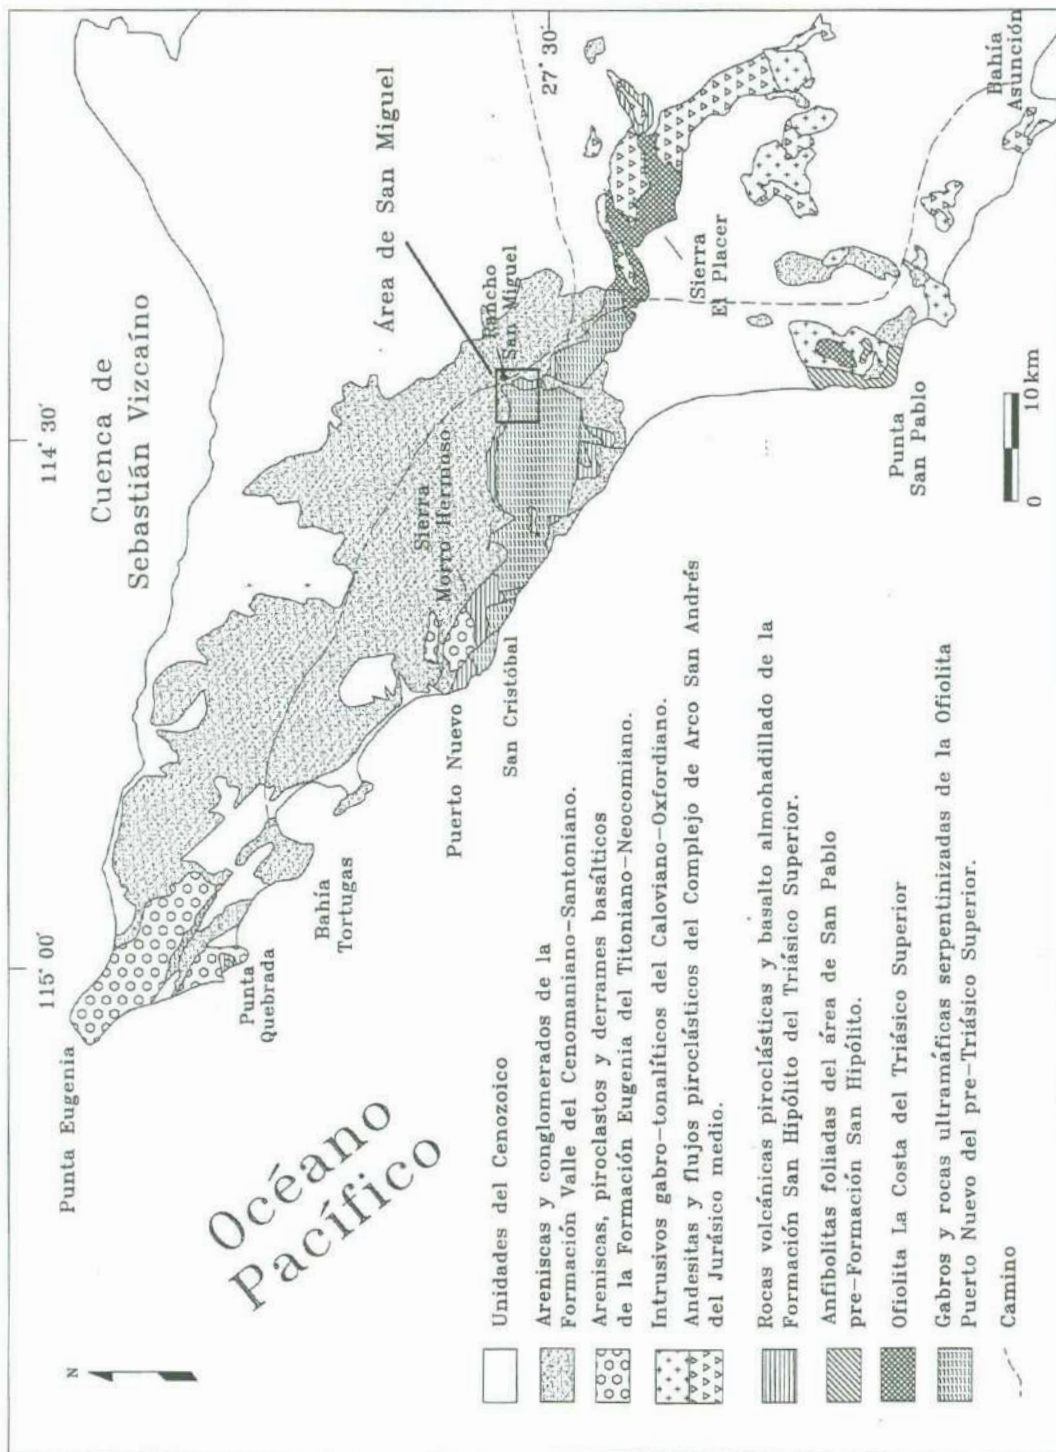 115° 00'
114° 30'
27° 30'
Punta Eugenia
Cuenca de
Sebastián Vizcaíno
Área de San Miguel
Rancho
San Miguel
Sierra
Morro Hermoso
Punta
Quebrada
Bahía
Tortugas
Puerto Nuevo
San Cristóbal
Sierra
El Placer
Punta
San Pablo
Bahía
Asunción
Océano
Pacífico
N
0 10 km
Unidades del Cenozoico
Areniscas y conglomerados de la
Formación Valle del Cenomaniano-Santoniano.
Areniscas, piroclastos y derrames basálticos
de la Formación Eugenia del Titoniano-Neocomiano.
Intrusivos gabro-tonalíticos del Caloviano-Oxfordiano.
Andesitas y flujos piroclásticos del Complejo de Arco San Andrés
del Jurásico medio.
Rocas volcánicas piroclásticas y basalto almohadillado de la
Formación San Hipólito del Triásico Superior.
Anfibolitas foliadas del área de San Pablo
pre-Formación San Hipólito.
Ofiolita La Costa del Triásico Superior
Gabros y rocas ultramáficas serpentinizadas de la Ofiolita
Puerto Nuevo del pre-Triásico Superior.
Camino